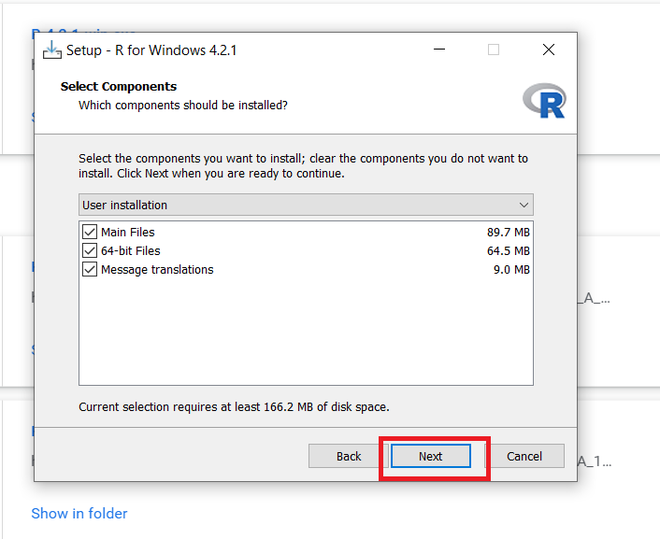 Setup - R for Windows 4.2.1
Select Components
Which components should be installed?
R
Select the components you want to install; clear the components you do not want to
install. Click Next when you are ready to continue.
User installation
Main Files 89.7 MB
64-bit Files 64.5 MB
Message translations 9.0 MB
_A_...
Current selection requires at least 166.2 MB of disk space.
Back Next Cancel
A_1...
Show in folder